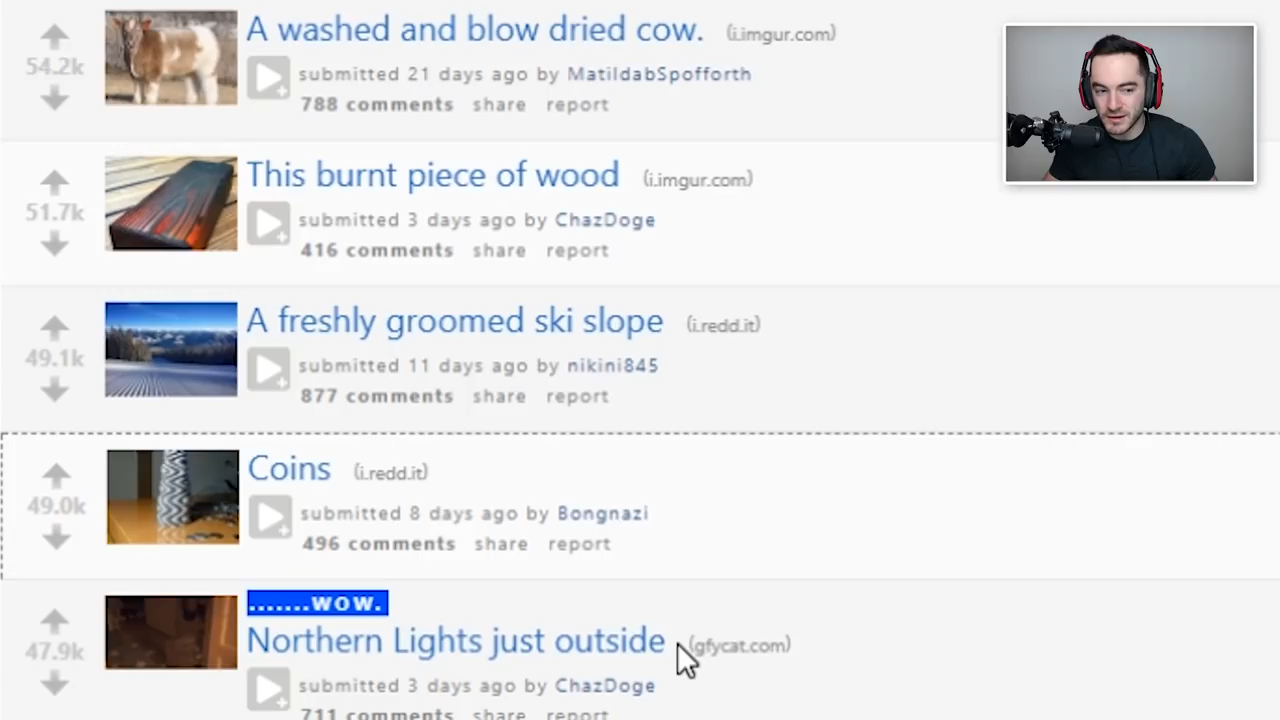 A washed and blow dried cow. (i.imgur.com)
54.2k
submitted 21 days ago by MatildabSpofforth
788 comments share report
This burnt piece of wood (i.imgur.com)
51.7k
submitted 3 days ago by ChazDoge
416 comments share report
A freshly groomed ski slope (i.redd.it)
49.1k
submitted 11 days ago by nikini845
877 comments share report
Coins (i.redd.it)
49.0k
submitted 8 days ago by Bongnazi
496 comments share report
.......WOW.
Northern Lights just outside (gfycat.com)
47.9k
submitted 3 days ago by ChazDoge
711 comments share report